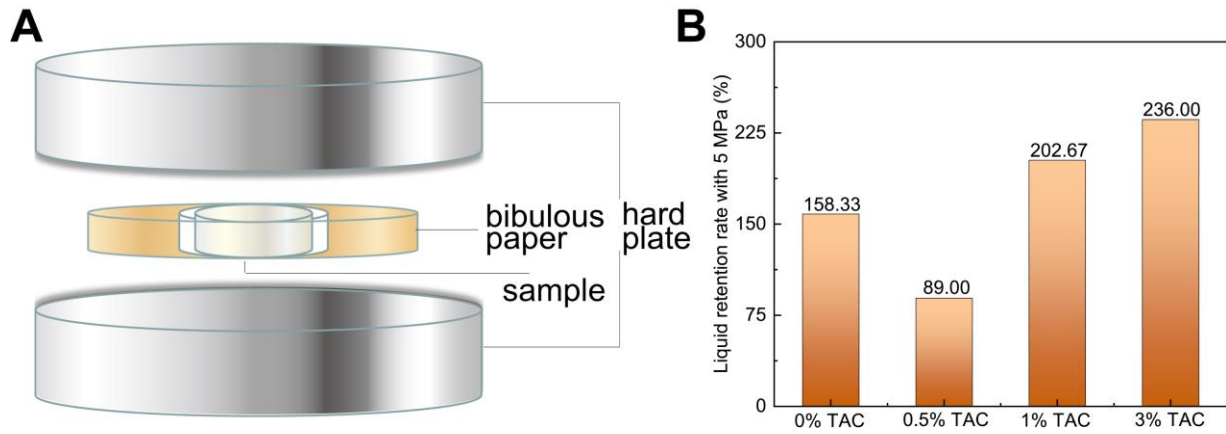 A
bibulous
paper
hard
plate
sample
B
Liquid retention rate with 5 MPa (%)
300
225
150
75
0
158.33
89.00
202.67
236.00
0% TAC
0.5% TAC
1% TAC
3% TAC